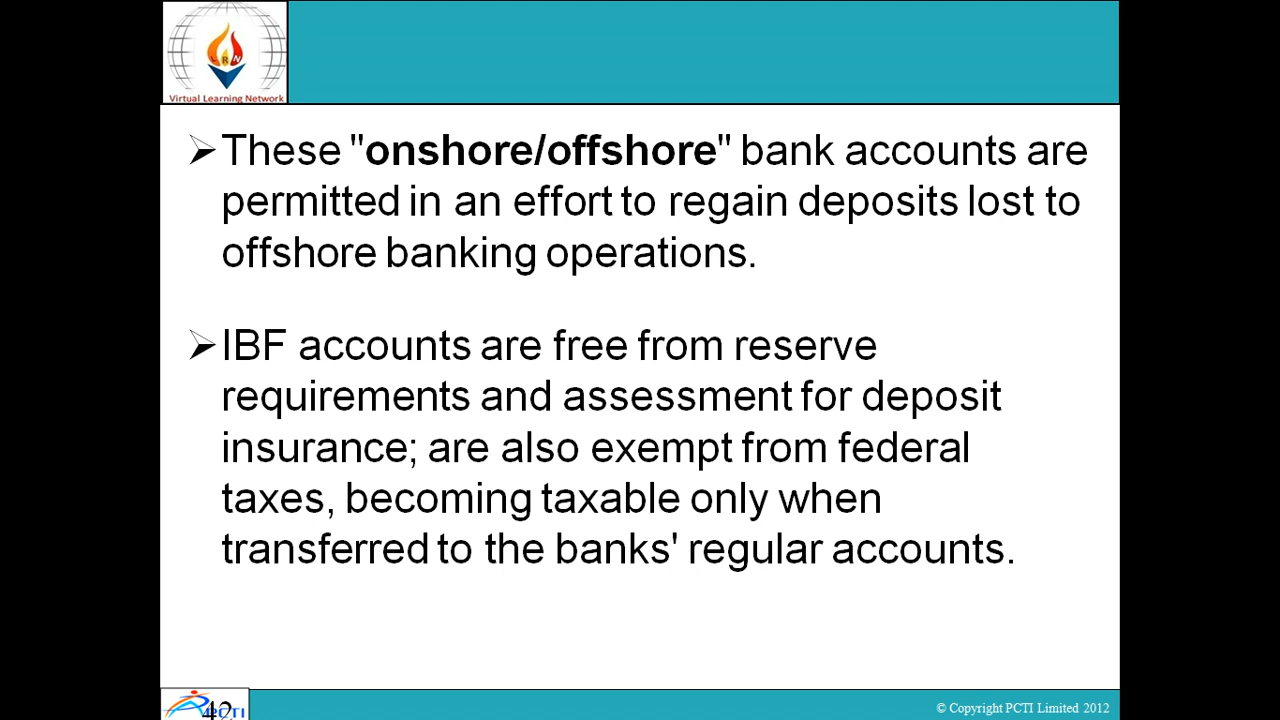 Virtual Learning Network
These "onshore/offshore" bank accounts are
permitted in an effort to regain deposits lost to
offshore banking operations.
IBF accounts are free from reserve
requirements and assessment for deposit
insurance; are also exempt from federal
taxes, becoming taxable only when
transferred to the banks' regular accounts.
42
PCTI
© Copyright PCTI Limited 2012